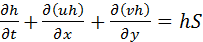 ∂h/∂t + ∂(uh)/∂x + ∂(vh)/∂y = hS